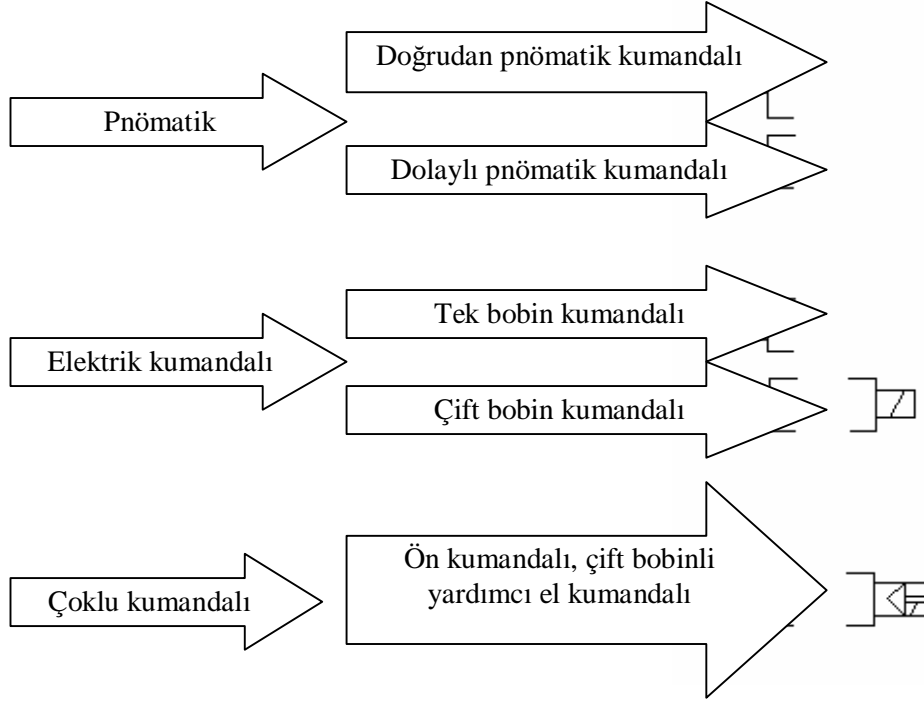 Pnömatik
Doğrudan pnömatik kumandalı
Dolaylı pnömatik kumandalı
Elektrik kumandalı
Tek bobin kumandalı
Çift bobin kumandalı
Çoklu kumandalı
Ön kumandalı, çift bobinli
yardımcı el kumandalı